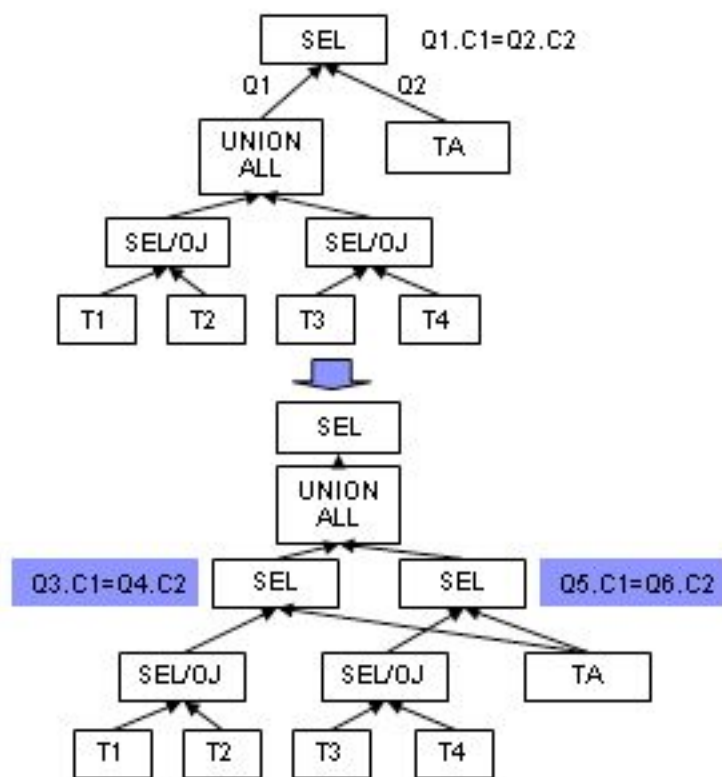 SEL Q1.C1=Q2.C2
Q1 Q2
UNION
ALL
TA
SEL/OJ SEL/OJ
T1 T2 T3 T4
SEL
UNION
ALL
Q3.C1=Q4.C2 SEL SEL Q5.C1=Q6.C2
SEL/OJ SEL/OJ TA
T1 T2 T3 T4